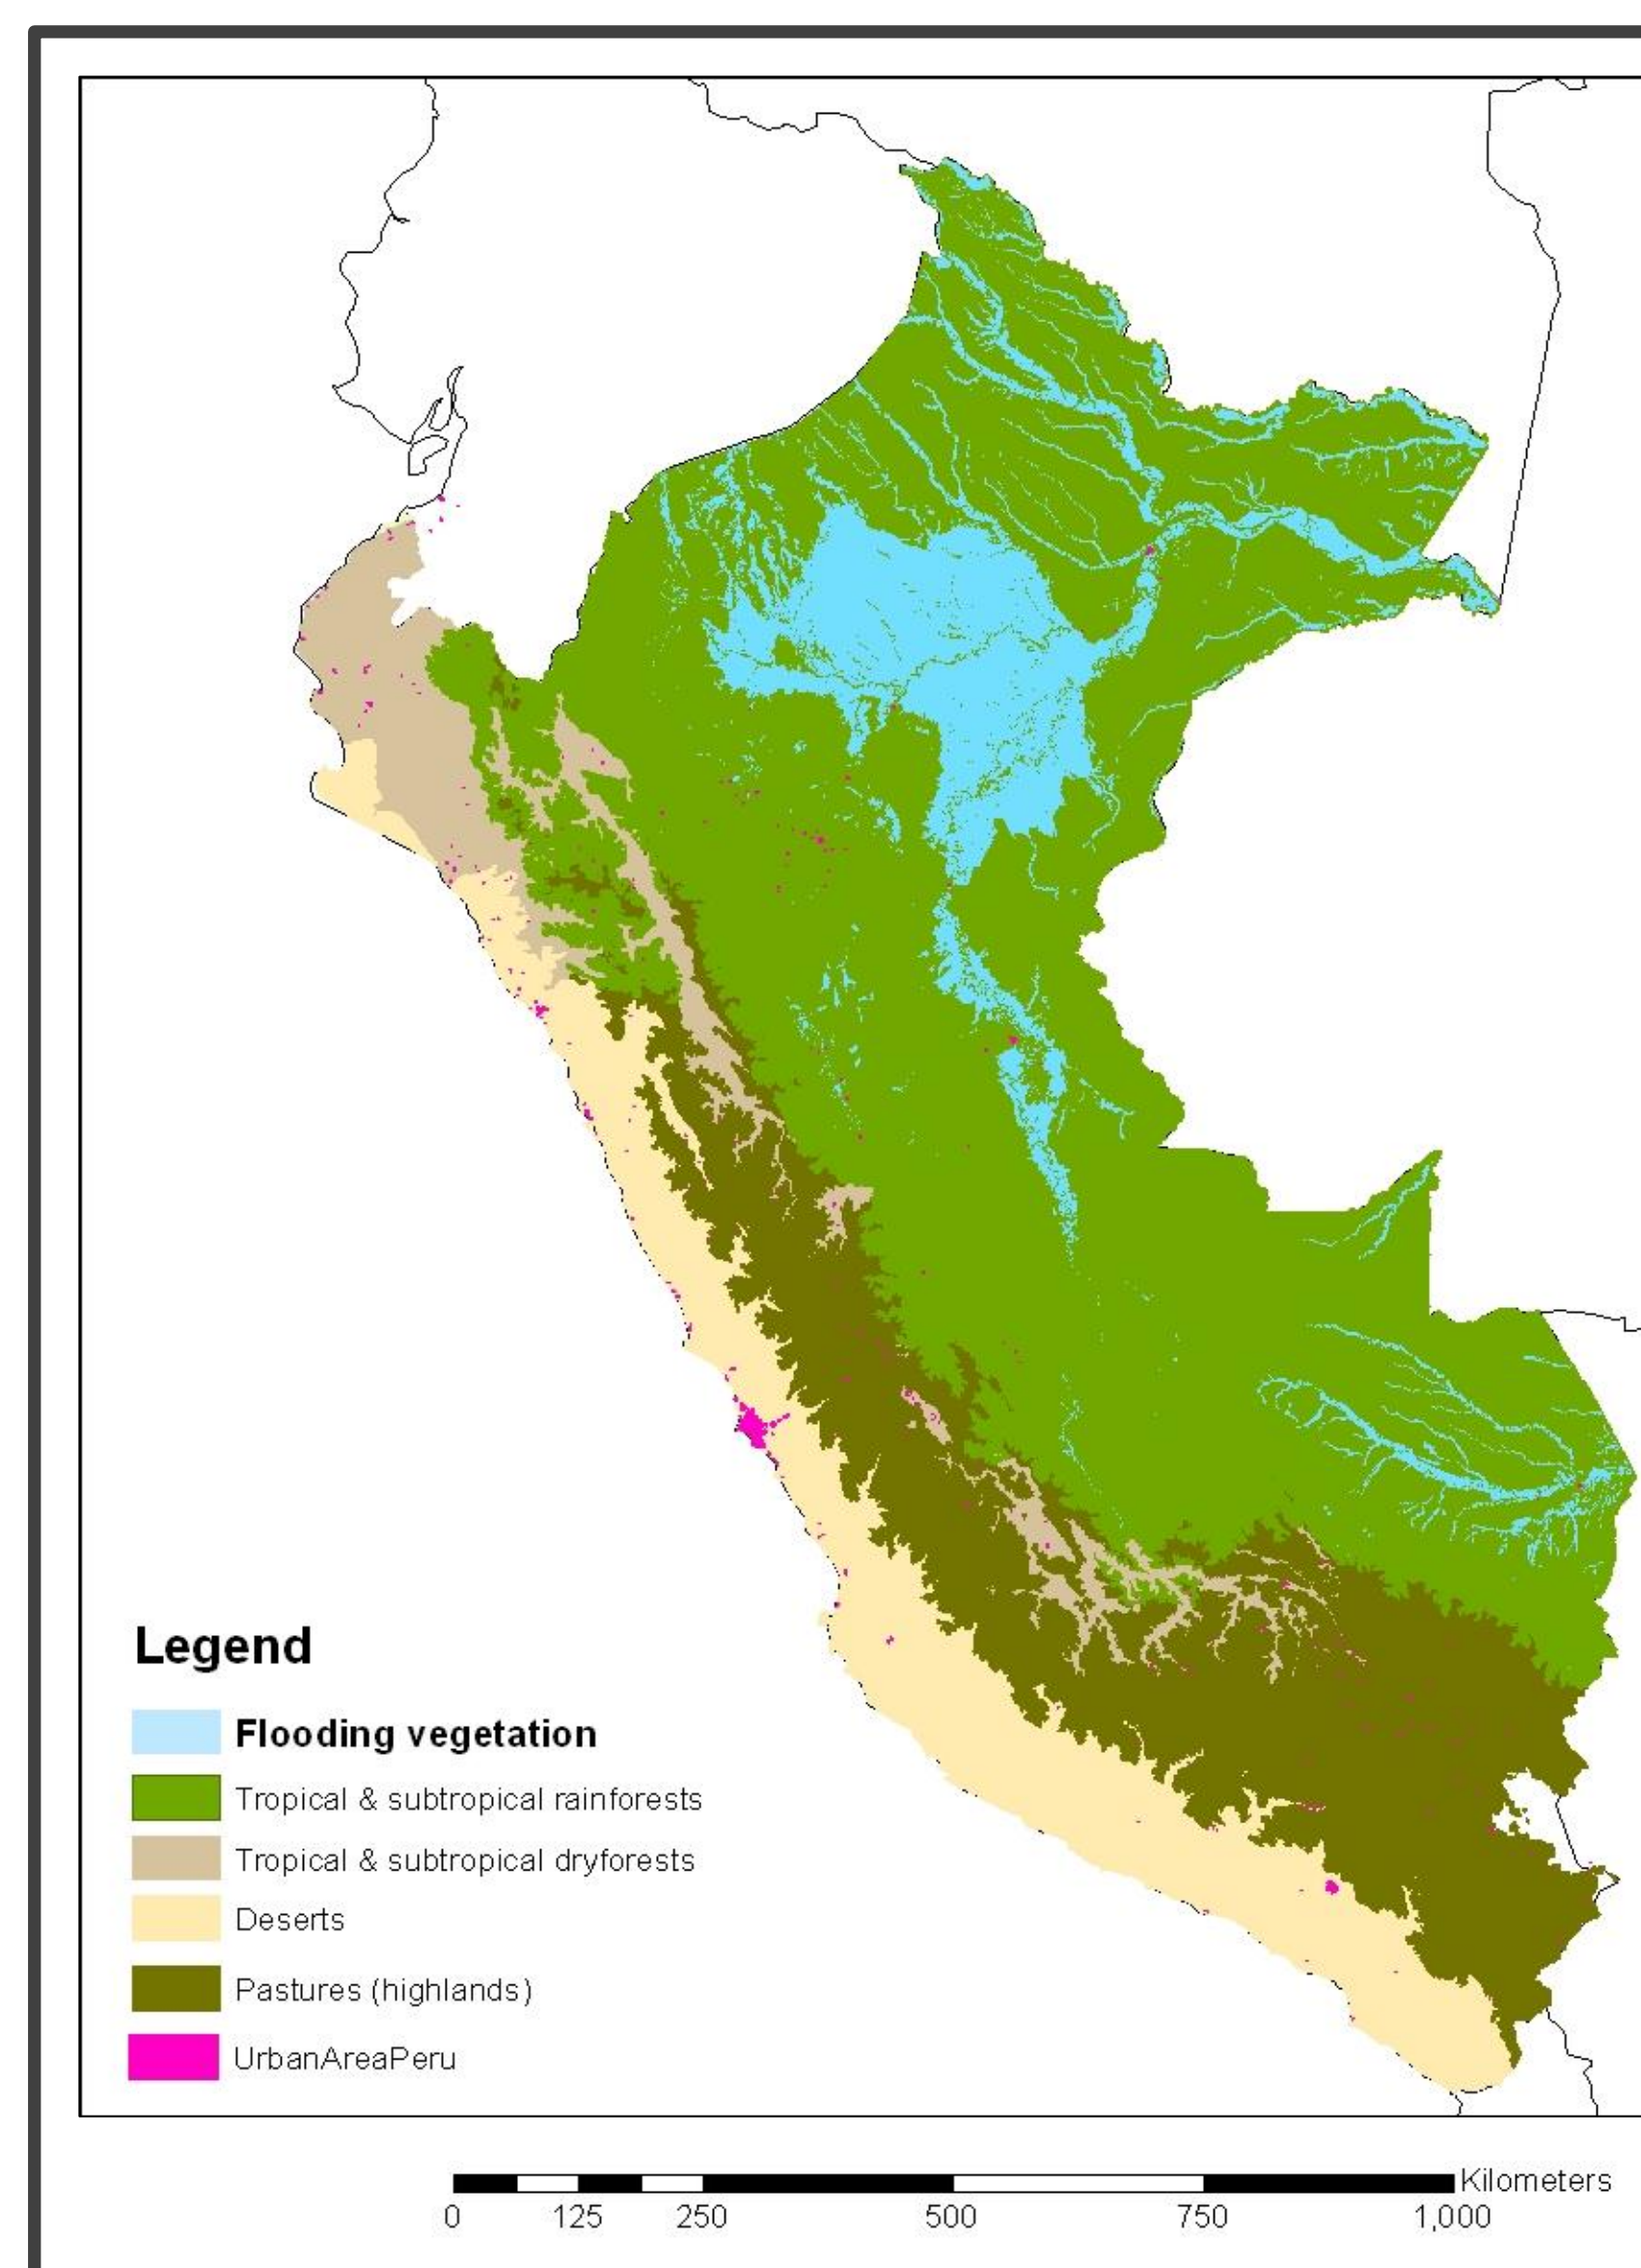 Legend
Flooding vegetation
Tropical & subtropical rainforests
Tropical & subtropical dryforests
Deserts
Pastures (highlands)
UrbanAreaPeru
Kilometers
0 125 250 500 750 1,000